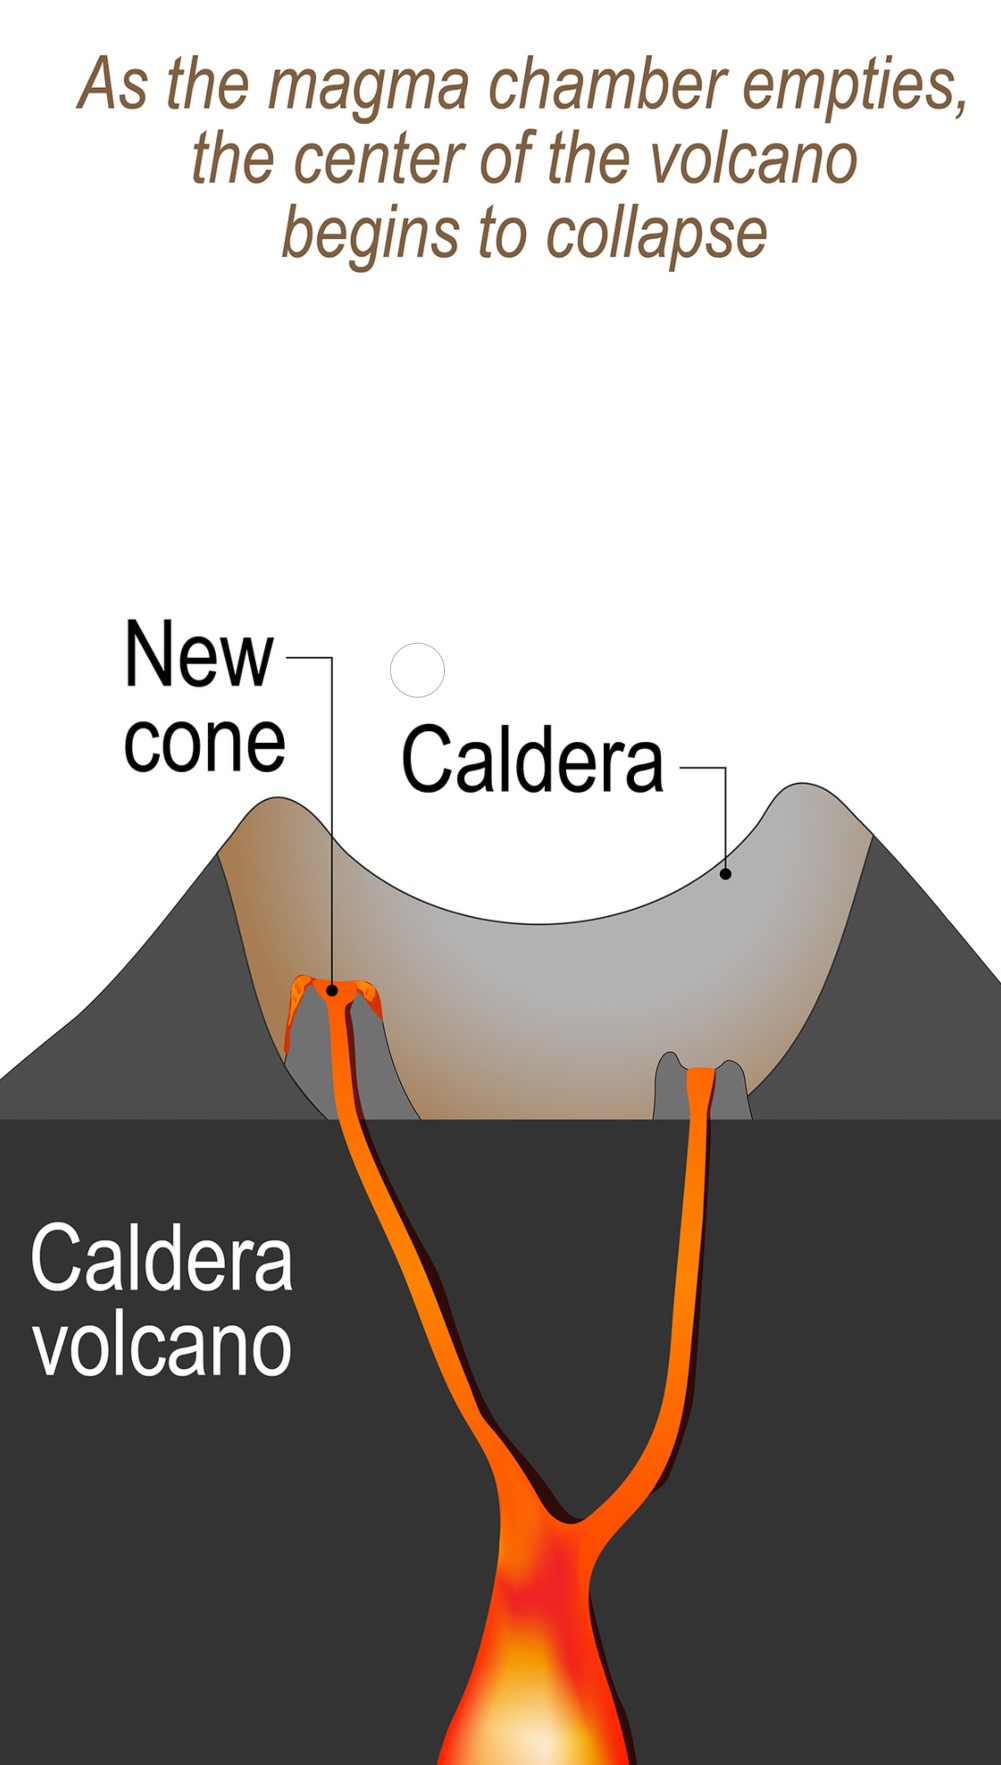 As the magma chamber empties,
the center of the volcano
begins to collapse
New
cone
Caldera
Caldera
volcano